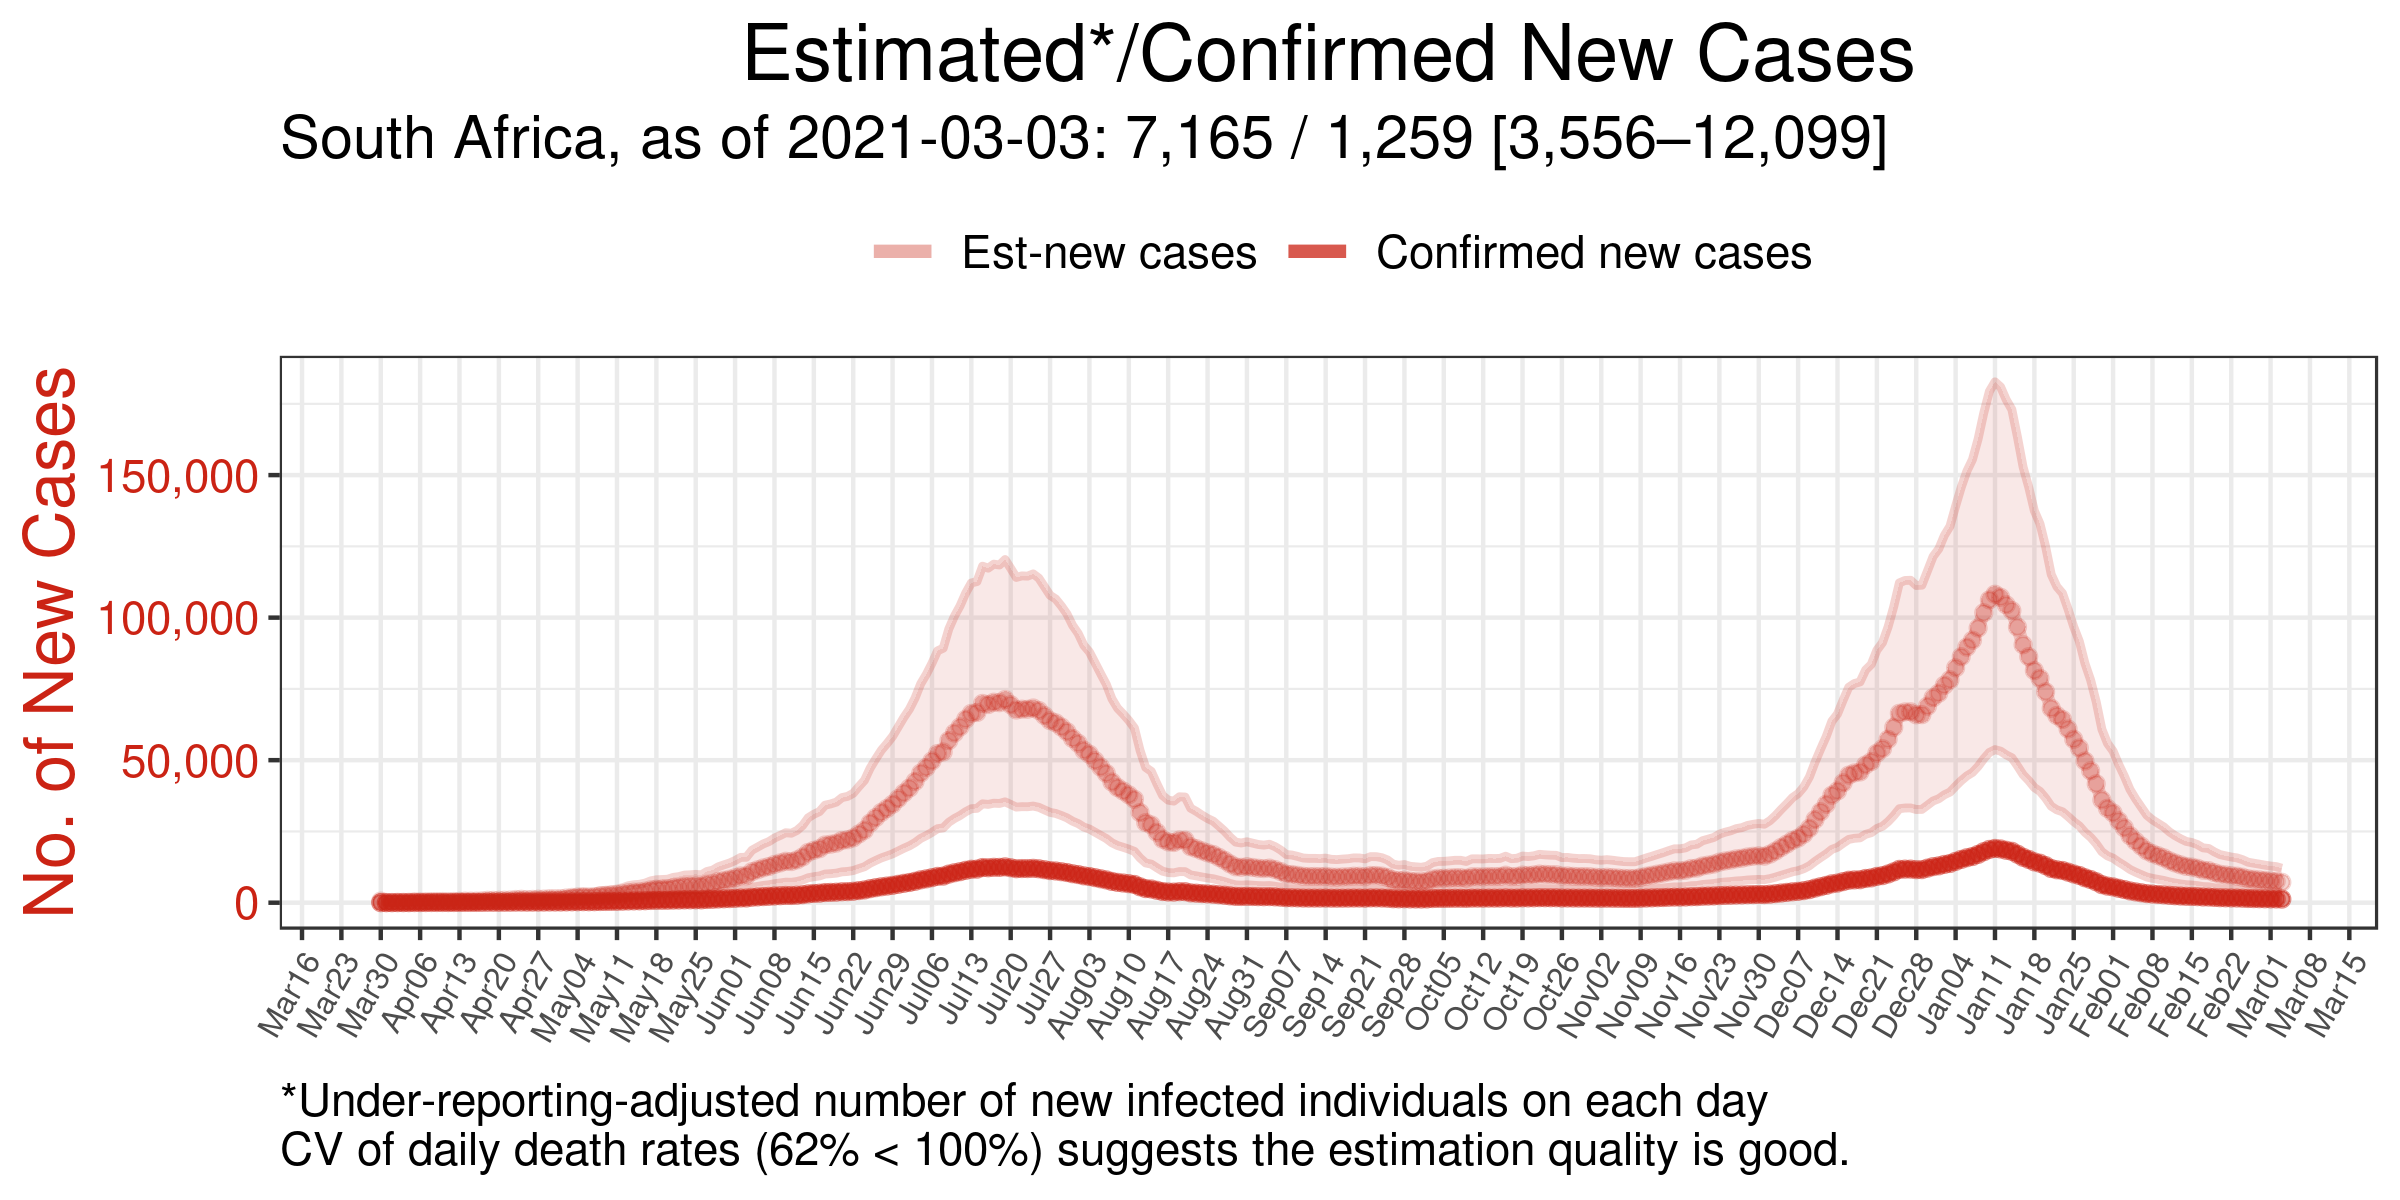 Estimated*/Confirmed New Cases
South Africa, as of 2021-03-03: 7,165 / 1,259 [3,556–12,099]
Est-new cases
Confirmed new cases
No. of New Cases
150,000
100,000
50,000
0
Mar16
Mar23
Mar30
Apr06
Apr13
Apr20
Apr27
May04
May11
May18
May25
Jun01
Jun08
Jun15
Jun22
Jun29
Jul06
Jul13
Jul20
Jul27
Aug03
Aug10
Aug17
Aug24
Aug31
Sep07
Sep14
Sep21
Sep28
Oct05
Oct12
Oct19
Oct26
Nov02
Nov09
Nov16
Nov23
Nov30
Dec07
Dec14
Dec21
Dec28
Jan04
Jan11
Jan18
Jan25
Feb01
Feb08
Feb15
Feb22
Mar01
Mar08
Mar15
*Under-reporting-adjusted number of new infected individuals on each day
CV of daily death rates (62% < 100%) suggests the estimation quality is good.